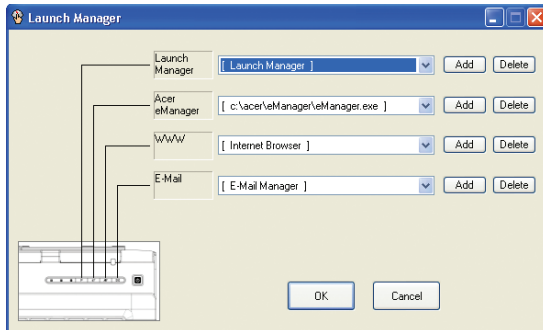 Launch Manager
Launch
Manager
[ Launch Manager ]
Add
Delete
Acer
eManager
[ c:\acer\eManager\eManager.exe ]
Add
Delete
WWW
[ Internet Browser ]
Add
Delete
E-Mail
[ E-Mail Manager ]
Add
Delete
OK
Cancel